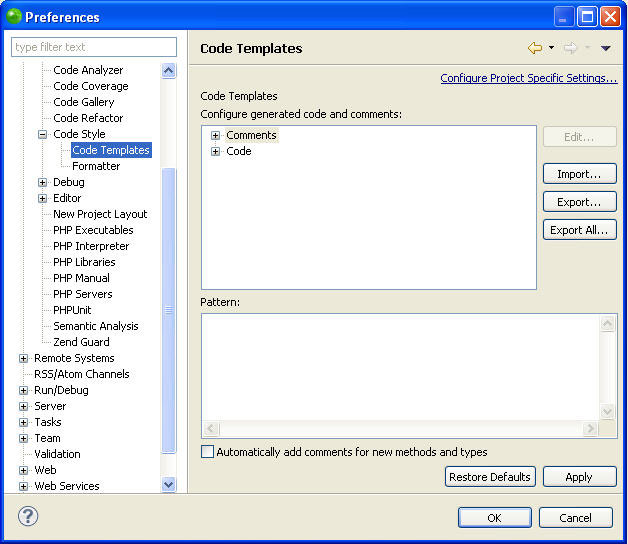 Preferences
type filter text
Code Analyzer
Code Coverage
Code Gallery
Code Refactor
Code Style
Code Templates
Formatter
Debug
Editor
New Project Layout
PHP Executables
PHP Interpreter
PHP Libraries
PHP Manual
PHP Servers
PHPUnit
Semantic Analysis
Zend Guard
Remote Systems
RSS/Atom Channels
Run/Debug
Server
Tasks
Team
Validation
Web
Web Services
Code Templates
Configure Project Specific Settings...
Code Templates
Configure generated code and comments:
Comments
Code
Edit...
Import...
Export...
Export All...
Pattern:
Automatically add comments for new methods and types
Restore Defaults
Apply
?
OK
Cancel